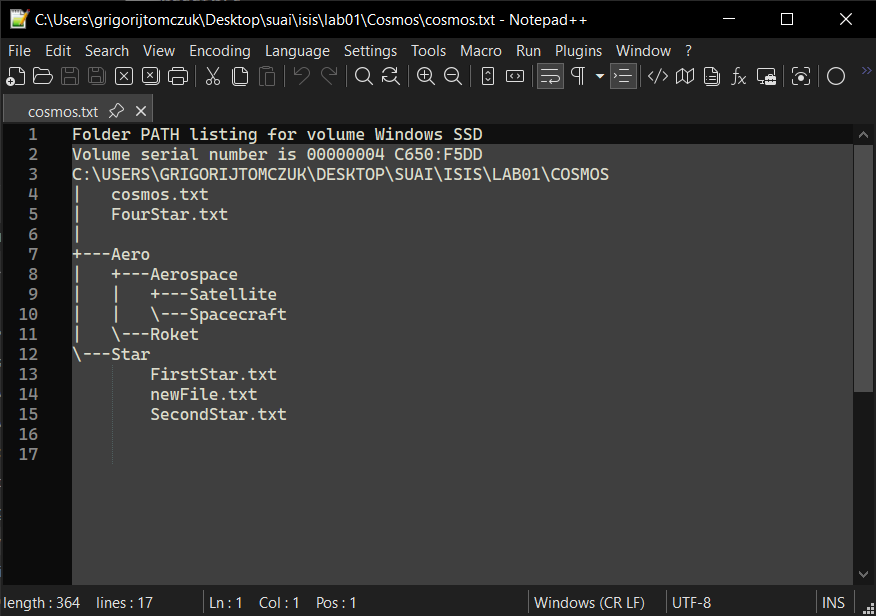 C:\Users\grigorijtomczuk\Desktop\suai\isis\lab01\Cosmos\cosmos.txt - Notepad++
File Edit Search View Encoding Language Settings Tools Macro Run Plugins Window ?
cosmos.txt
1 Folder PATH listing for volume Windows SSD
2 Volume serial number is 00000004 C650:F5DD
3 C:\USERS\GRIGORIJTOMCZUK\DESKTOP\SUAI\ISIS\LAB01\COSMOS
4 |   cosmos.txt
5 |   FourStar.txt
6 |
7 +---Aero
8 |   +---Aerospace
9 |   |   +---Satellite
10 |   |   \---Spacecraft
11 |   \---Roket
12 \---Star
13         FirstStar.txt
14         newFile.txt
15         SecondStar.txt
16
17
length : 364 lines : 17 Ln : 1 Col : 1 Pos : 1 Windows (CR LF) UTF-8 INS